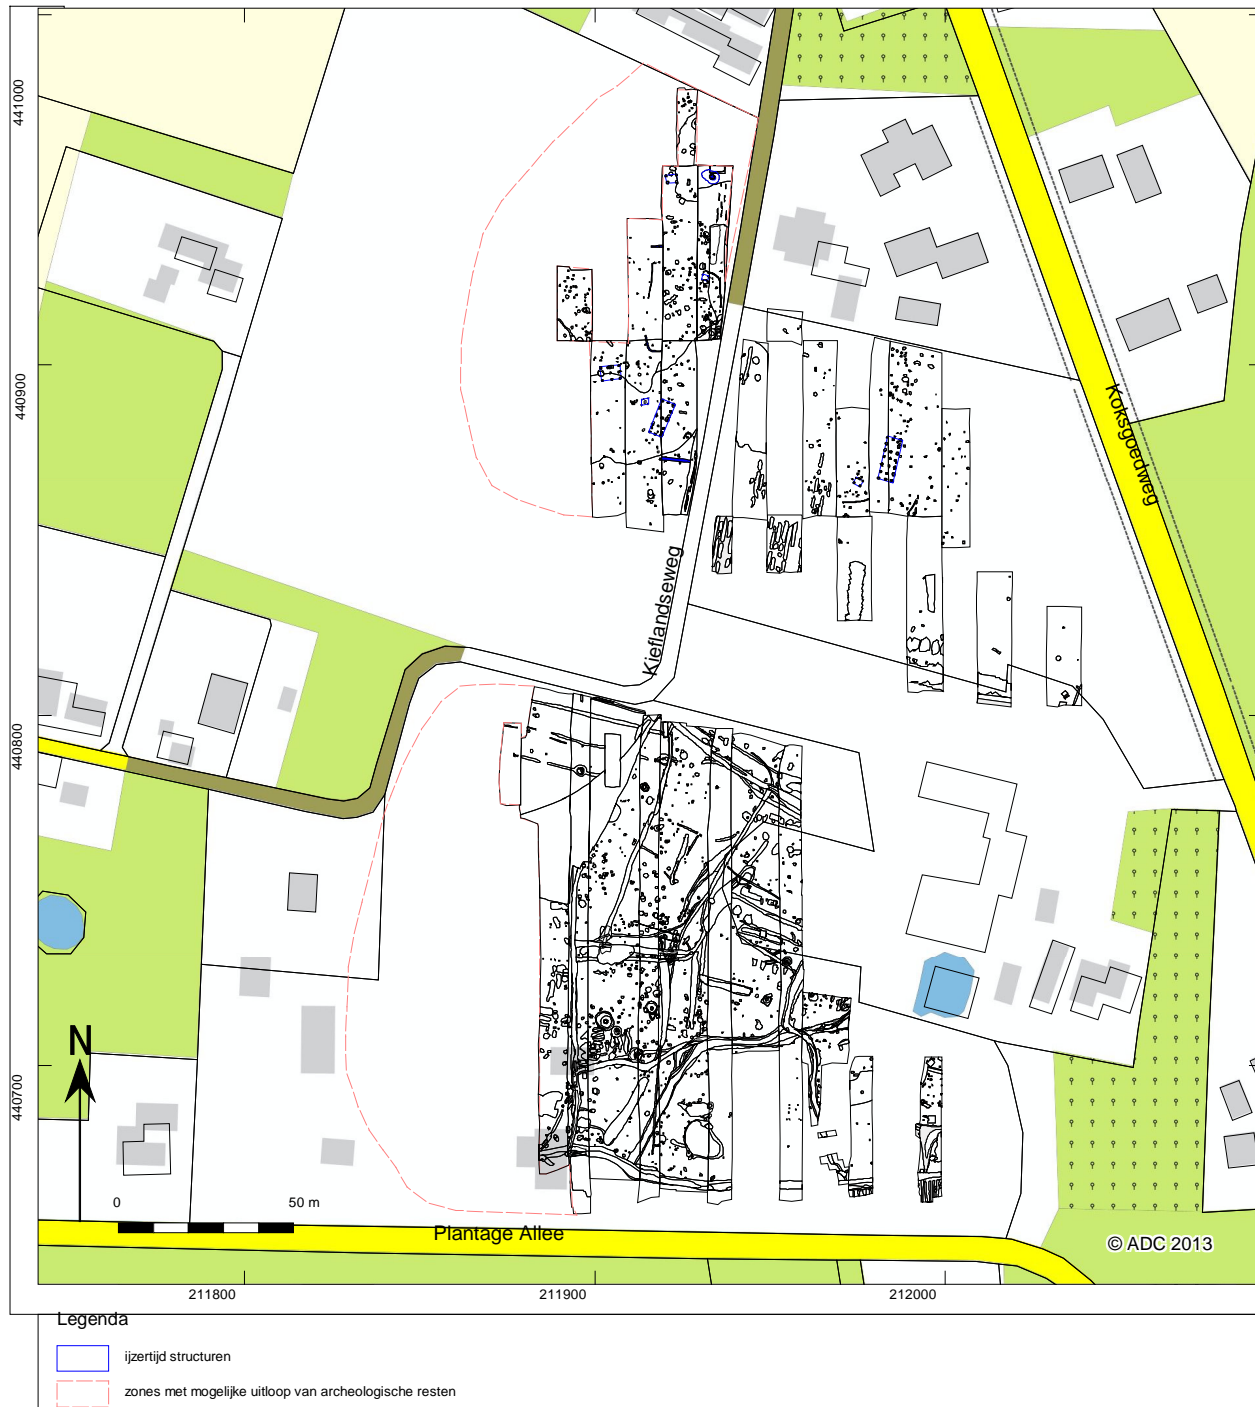 441000
440900
440800
440700
Koksgoedweg
Kieflandseweg
N
0 50 m
Plantage Allee
© ADC 2013
211800 211900 212000
Legenda
ijzertijd structuren
zones met mogelijke uitloop van archeologische resten